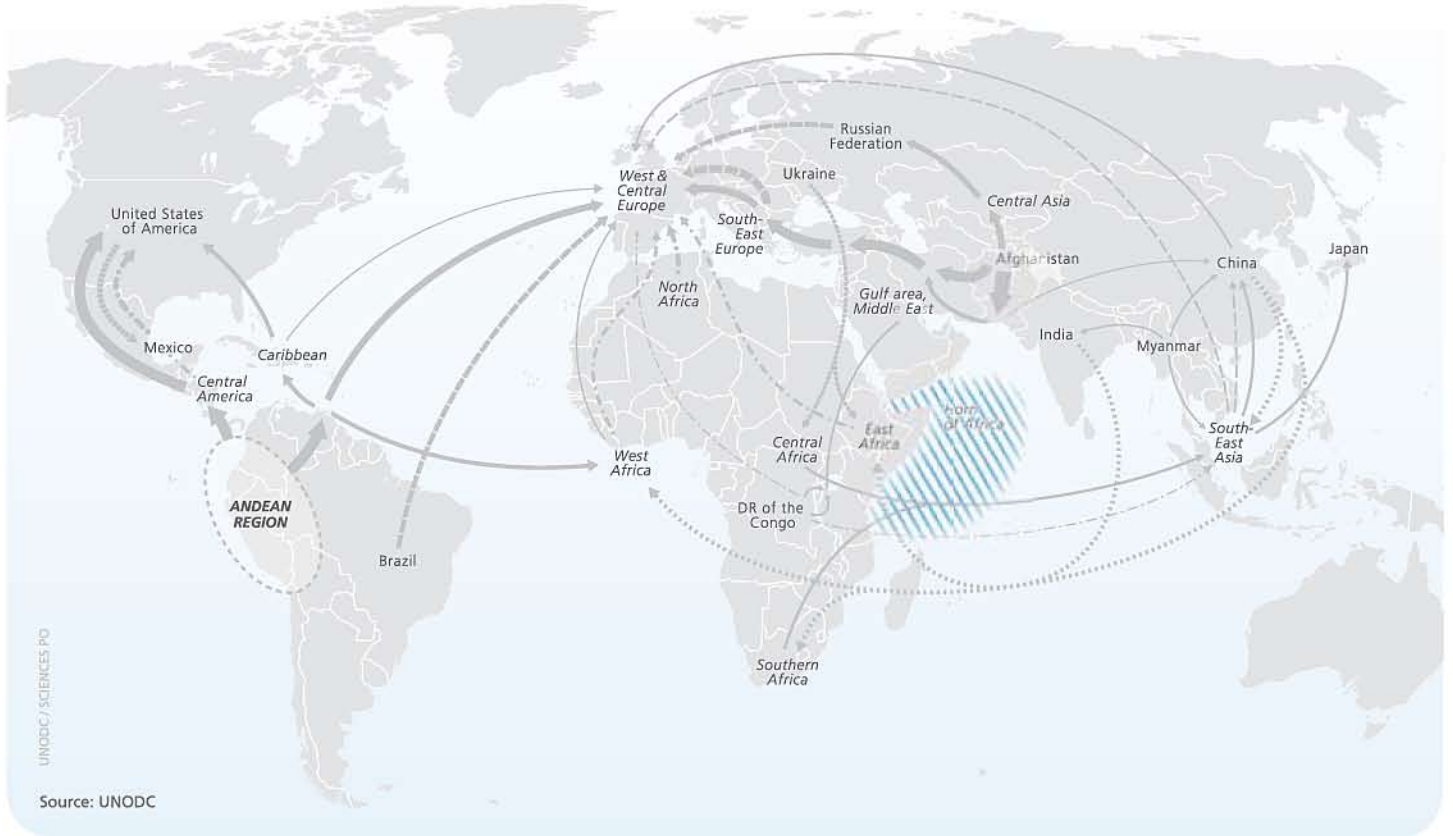 Russian
Federation
Ukraine
West &
Central
Europe
Central Asia
United States
of America
South-
East
Europe
Japan
Afghanistan
China
North
Africa
Gulf area,
Middle East
India
Mexico
Myanmar
Caribbean
Central
America
Horn
of Africa
East
Africa
&
South-
East
Asia
Central
Africa
West
Africa
ANDEAN
REGION
DR of the
Congo
Brazil
Southern
Africa
UNODC / SCIENCES PO
Source: UNODC